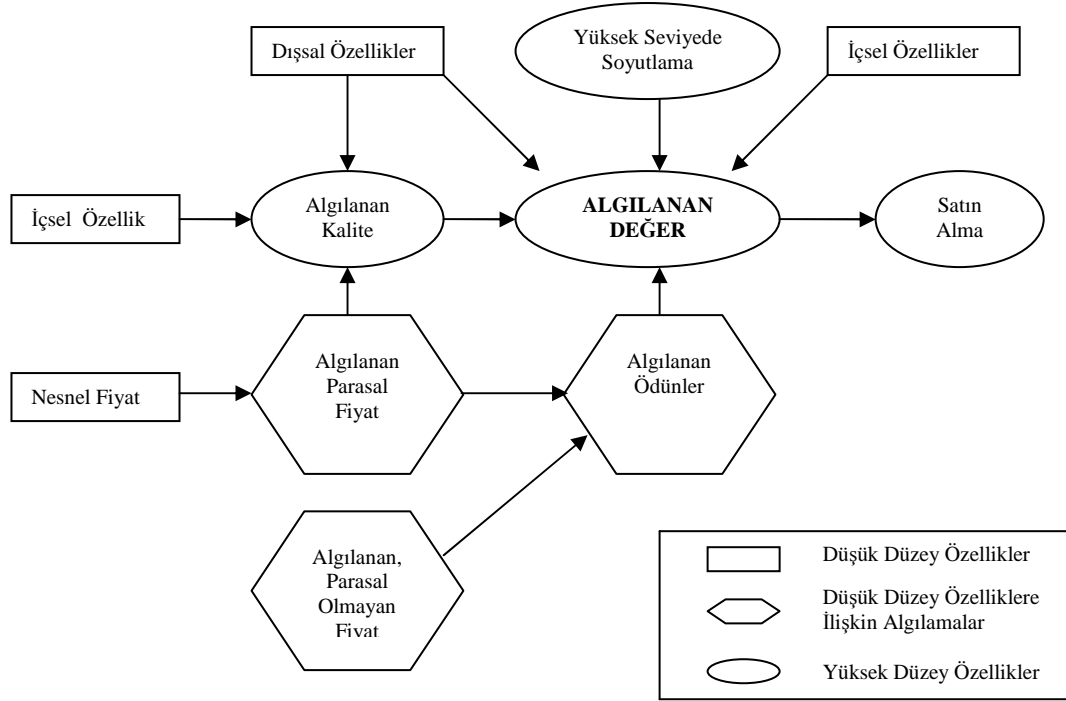 Dışsal Özellikler
Yüksek Seviyede
Soyutlama
İçsel Özellikler
İçsel Özellik
Algılanan
Kalite
ALGILANAN
DEĞER
Satın
Alma
Nesnel Fiyat
Algılanan
Parasal
Fiyat
Algılanan
Ödünler
Algılanan,
Parasal
Olmayan
Fiyat
Düşük Düzey Özellikler
Düşük Düzey Özelliklere
İlişkin Algılamalar
Yüksek Düzey Özellikler